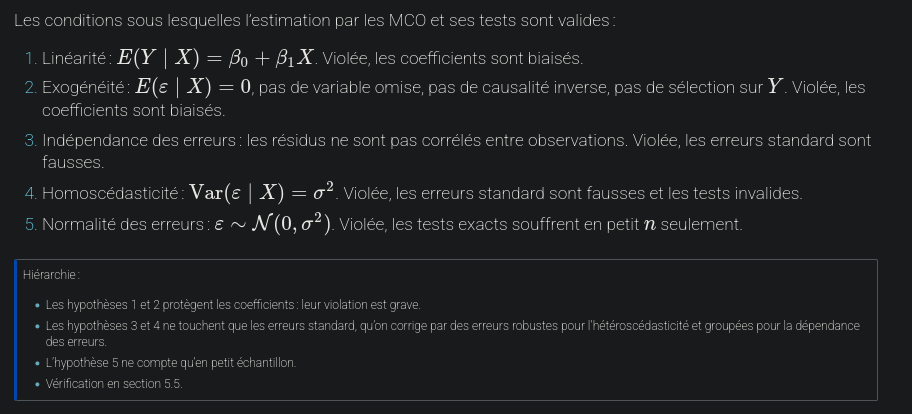 Les conditions sous lesquelles l'estimation par les MCO et ses tests sont valides :
1. Linéarité : E(Y | X) = β₀ + β₁X. Violée, les coefficients sont biaisés.
2. Exogénéité : E(ε | X) = 0, pas de variable omise, pas de causalité inverse, pas de sélection sur Y. Violée, les
coefficients sont biaisés.
3. Indépendance des erreurs : les résidus ne sont pas corrélés entre observations. Violée, les erreurs standard sont
fausses.
4. Homoscédasticité : Var(ε | X) = σ². Violée, les erreurs standard sont fausses et les tests invalides.
5. Normalité des erreurs : ε ∼ 𝒩(0, σ²). Violée, les tests exacts souffrent en petit n seulement.
Hiérarchie :
• Les hypothèses 1 et 2 protègent les coefficients : leur violation est grave.
• Les hypothèses 3 et 4 ne touchent que les erreurs standard, qu'on corrige par des erreurs robustes pour l'hétéroscédasticité et groupées pour la dépendance
des erreurs.
• L'hypothèse 5 ne compte qu'en petit échantillon.
• Vérification en section 5.5.